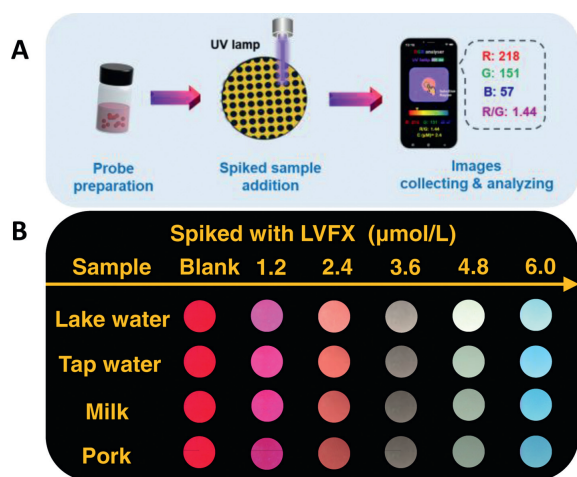 A
UV lamp
R: 218
G: 151
B: 57
R/G: 1.44
Probe
preparation
Spiked sample
addition
Images
collecting & analyzing
B
Spiked with LVFX (μmol/L)
Sample Blank 1.2 2.4 3.6 4.8 6.0
Lake water
Tap water
Milk
Pork